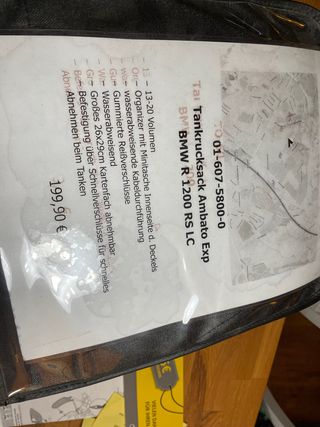 01-607-5800-0
Tankrucksack Ambato Exp
BMW R 1200 RS LC
- 13-20 Volumen
- Organizer mit Minitasche Innenseite d. Deckels
- wasserabweisende Kabeldurchführung
- Gummierte Reißverschlüsse
- Wasserabweisend
- Großes 26x29cm Kartenfach abnehmbar
- Befestigung über Schnellverschlüsse für schnelles
Abnehmen beim Tanken
199,90 €
VIELEN DANK